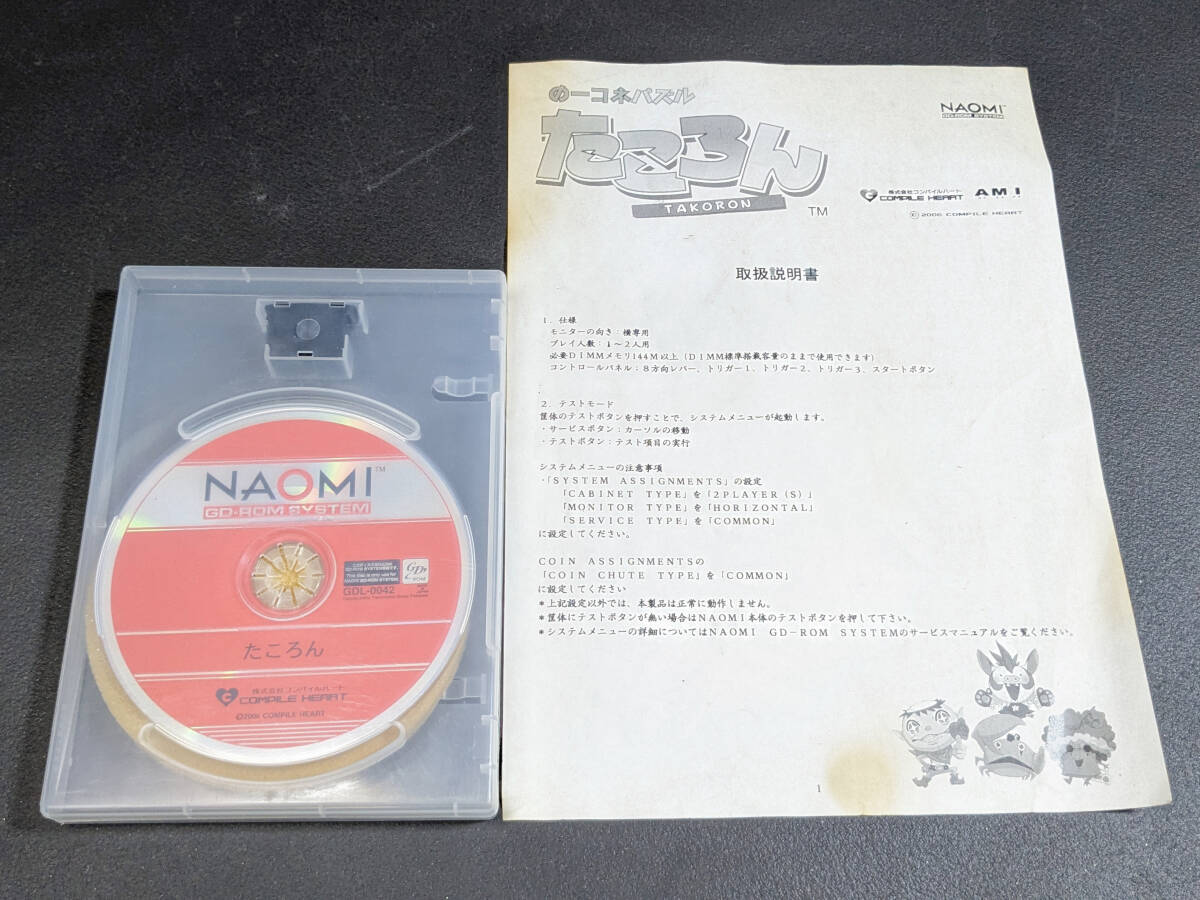 NAOMI™
GD-ROM SYSTEM
GDL-0042
GD-ROM
たころん
株式会社コンパイルハート
COMPILE HEART
©2006 COMPILE HEART
の一コネパズル
たころん
TAKORON
TM
NAOMI
GD-ROM SYSTEM
株式会社コンパイルハート
COMPILE HEART
AMI
©2006 COMPILE HEART
取扱説明書
1．仕様
モニターの向き：横専用
プレイ人数：1～2人用
必要DIMMメモリ144M以上（DIMM標準搭載容量のままで使用できます）
コントロールパネル：8方向レバー、トリガー1、トリガー2、トリガー3、スタートボタン
2．テストモード
筐体のテストボタンを押すことで、システムメニューが起動します。
・サービスボタン：カーソルの移動
・テストボタン：テスト項目の実行
システムメニューの注意事項
・「SYSTEM ASSIGNMENTS」の設定
「CABINET TYPE」を「2PLAYER(S)」
「MONITOR TYPE」を「HORIZONTAL」
「SERVICE TYPE」を「COMMON」
に設定してください。
COIN ASSIGNMENTSの
「COIN CHUTE TYPE」を「COMMON」
に設定してください
＊上記設定以外では、本製品は正常に動作しません。
＊筐体にテストボタンが無い場合はNAOMI本体のテストボタンを押して下さい。
＊システムメニューの詳細についてはNAOMI GD-ROM SYSTEMのサービスマニュアルをご覧ください。
1